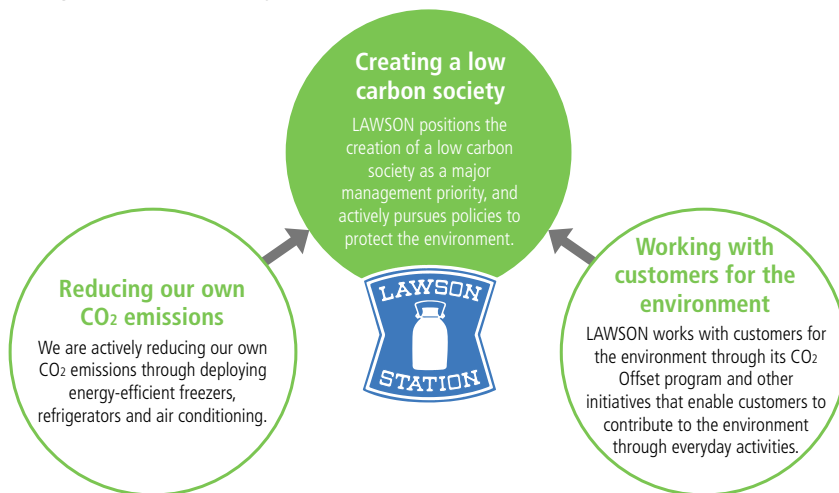 Creating a low
carbon society
LAWSON positions the
creation of a low carbon
society as a major
management priority, and
actively pursues policies to
protect the environment.
Reducing our own
CO₂ emissions
We are actively reducing our own
CO₂ emissions through deploying
energy-efficient freezers,
refrigerators and air conditioning.
LAWSON
STATION
Working with
customers for the
environment
LAWSON works with customers for
the environment through its CO₂
Offset program and other
initiatives that enable customers to
contribute to the environment
through everyday activities.